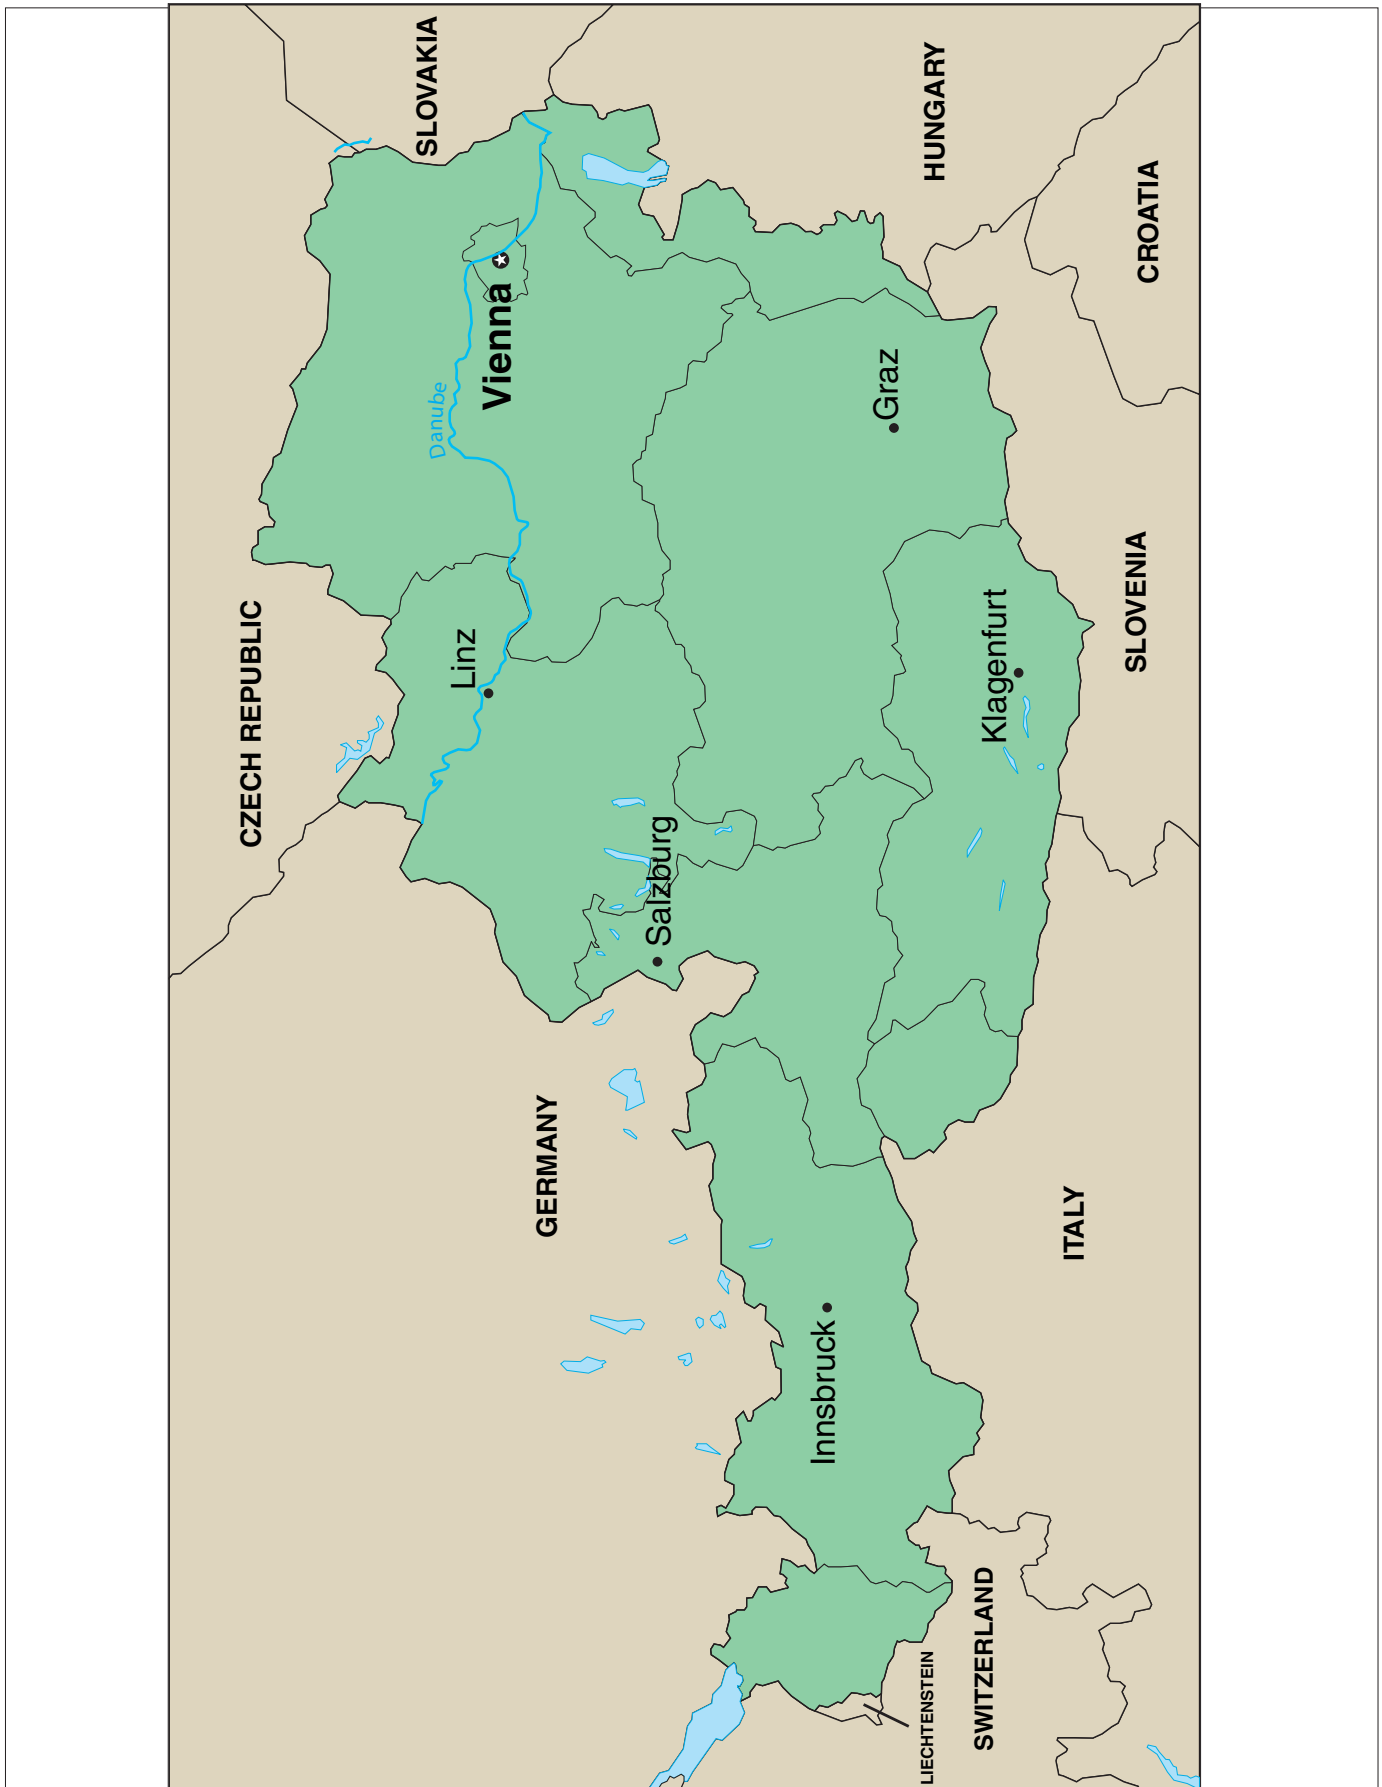 CZECH REPUBLIC
SLOVAKIA
Danube
Linz
Vienna
GERMANY
Salzburg
HUNGARY
Innsbruck
Graz
LIECHTENSTEIN
SWITZERLAND
Klagenfurt
ITALY
SLOVENIA
CROATIA